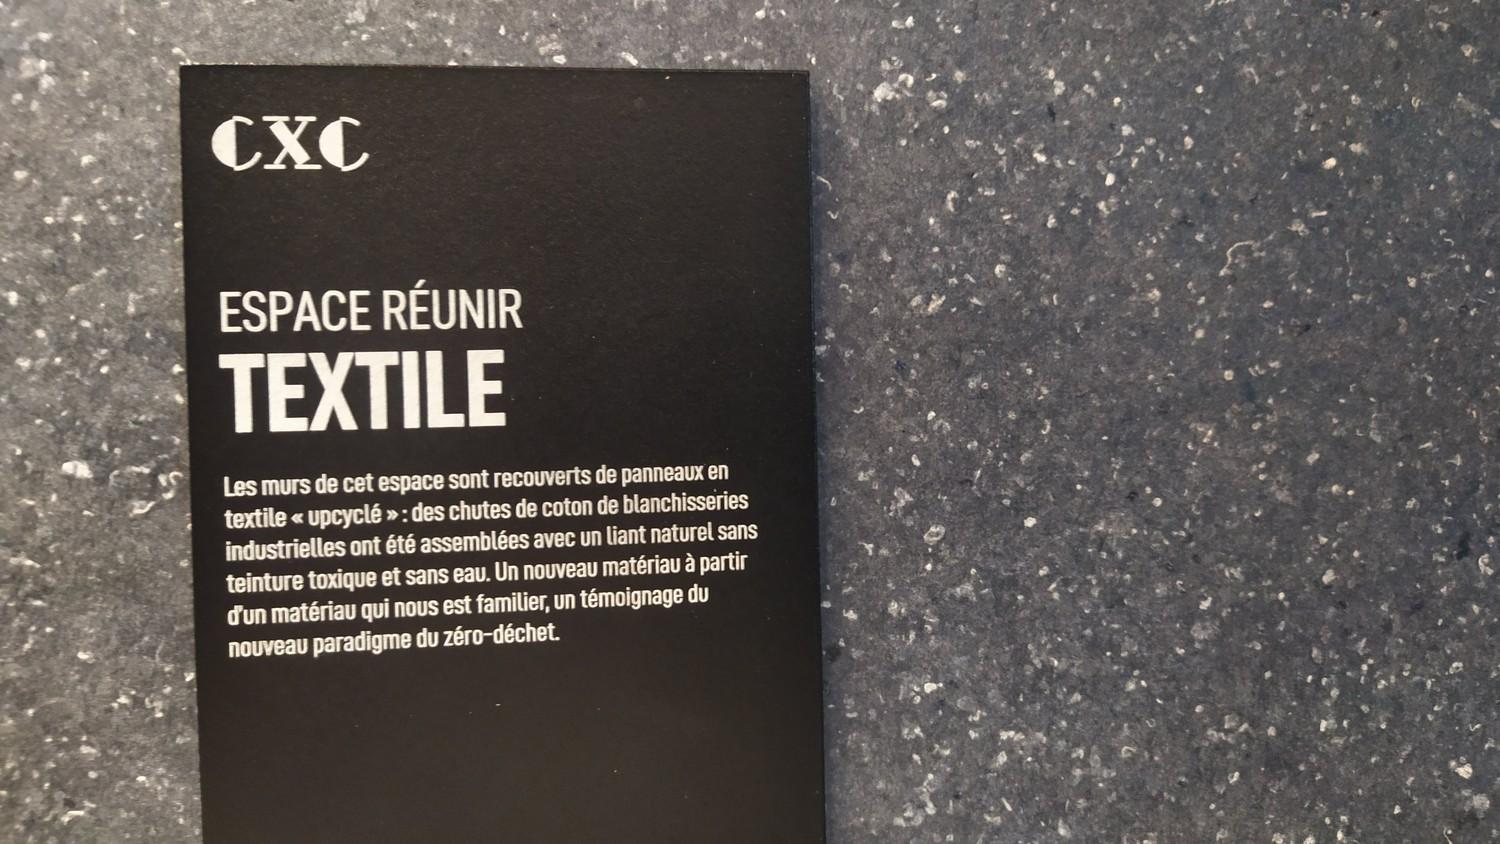 CXC
ESPACE RÉUNIR
TEXTILE
Les murs de cet espace sont recouverts de panneaux en
textile « upcyclé » : des chutes de coton de blanchisseries
industrielles ont été assemblées avec un liant naturel sans
teinture toxique et sans eau. Un nouveau matériau à partir
d'un matériau qui nous est familier, un témoignage du
nouveau paradigme du zéro-déchet.